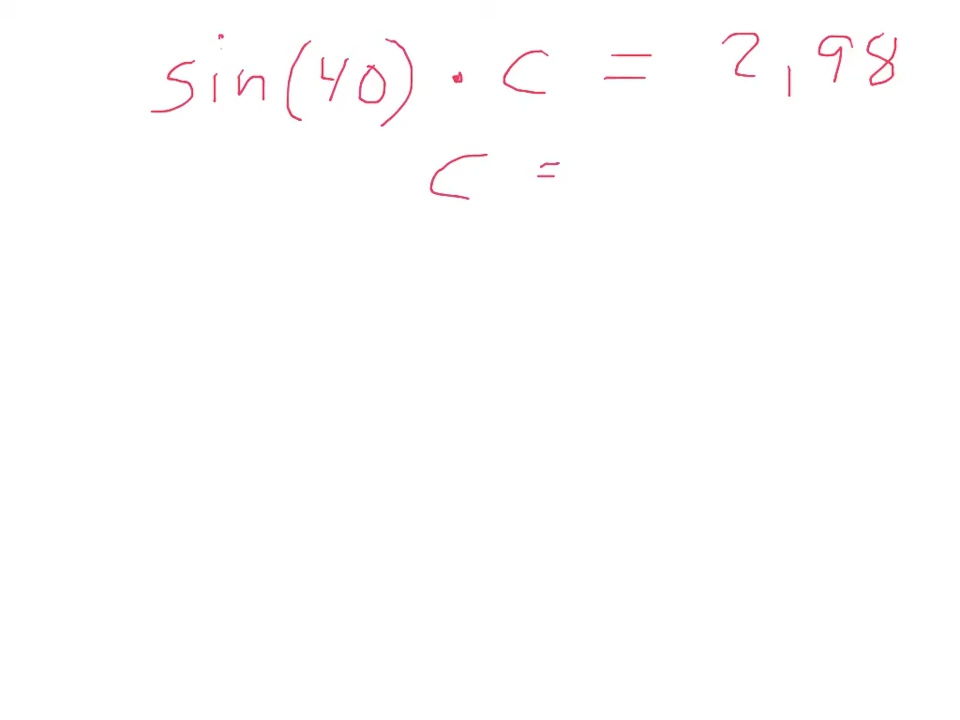 sin(40) · c = 2,98
c =